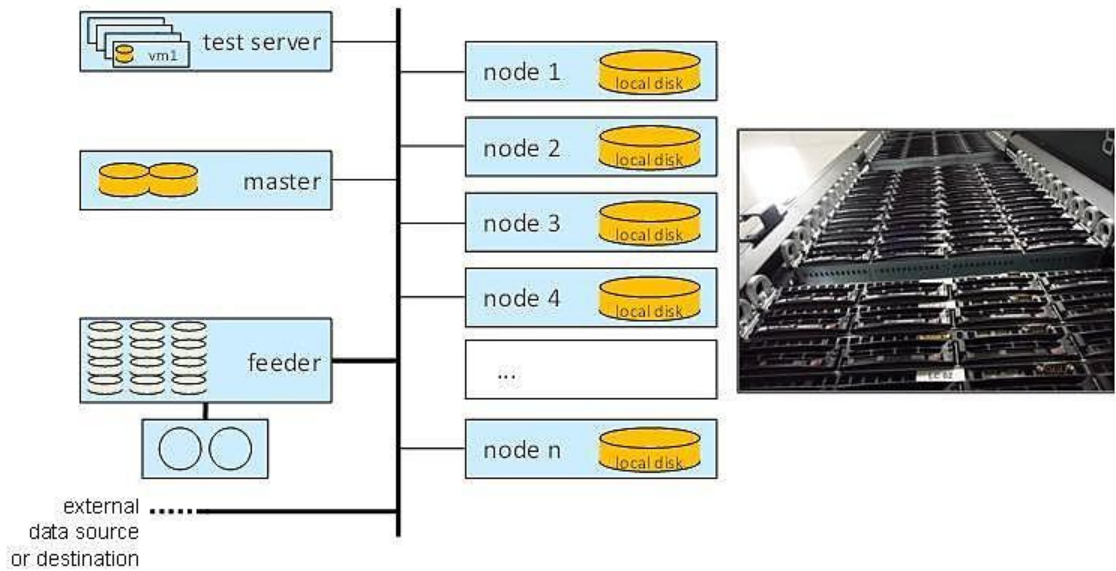 test server
vm1
master
feeder
external
data source
or destination
node 1
local disk
node 2
local disk
node 3
local disk
node 4
local disk
...
node n
local disk